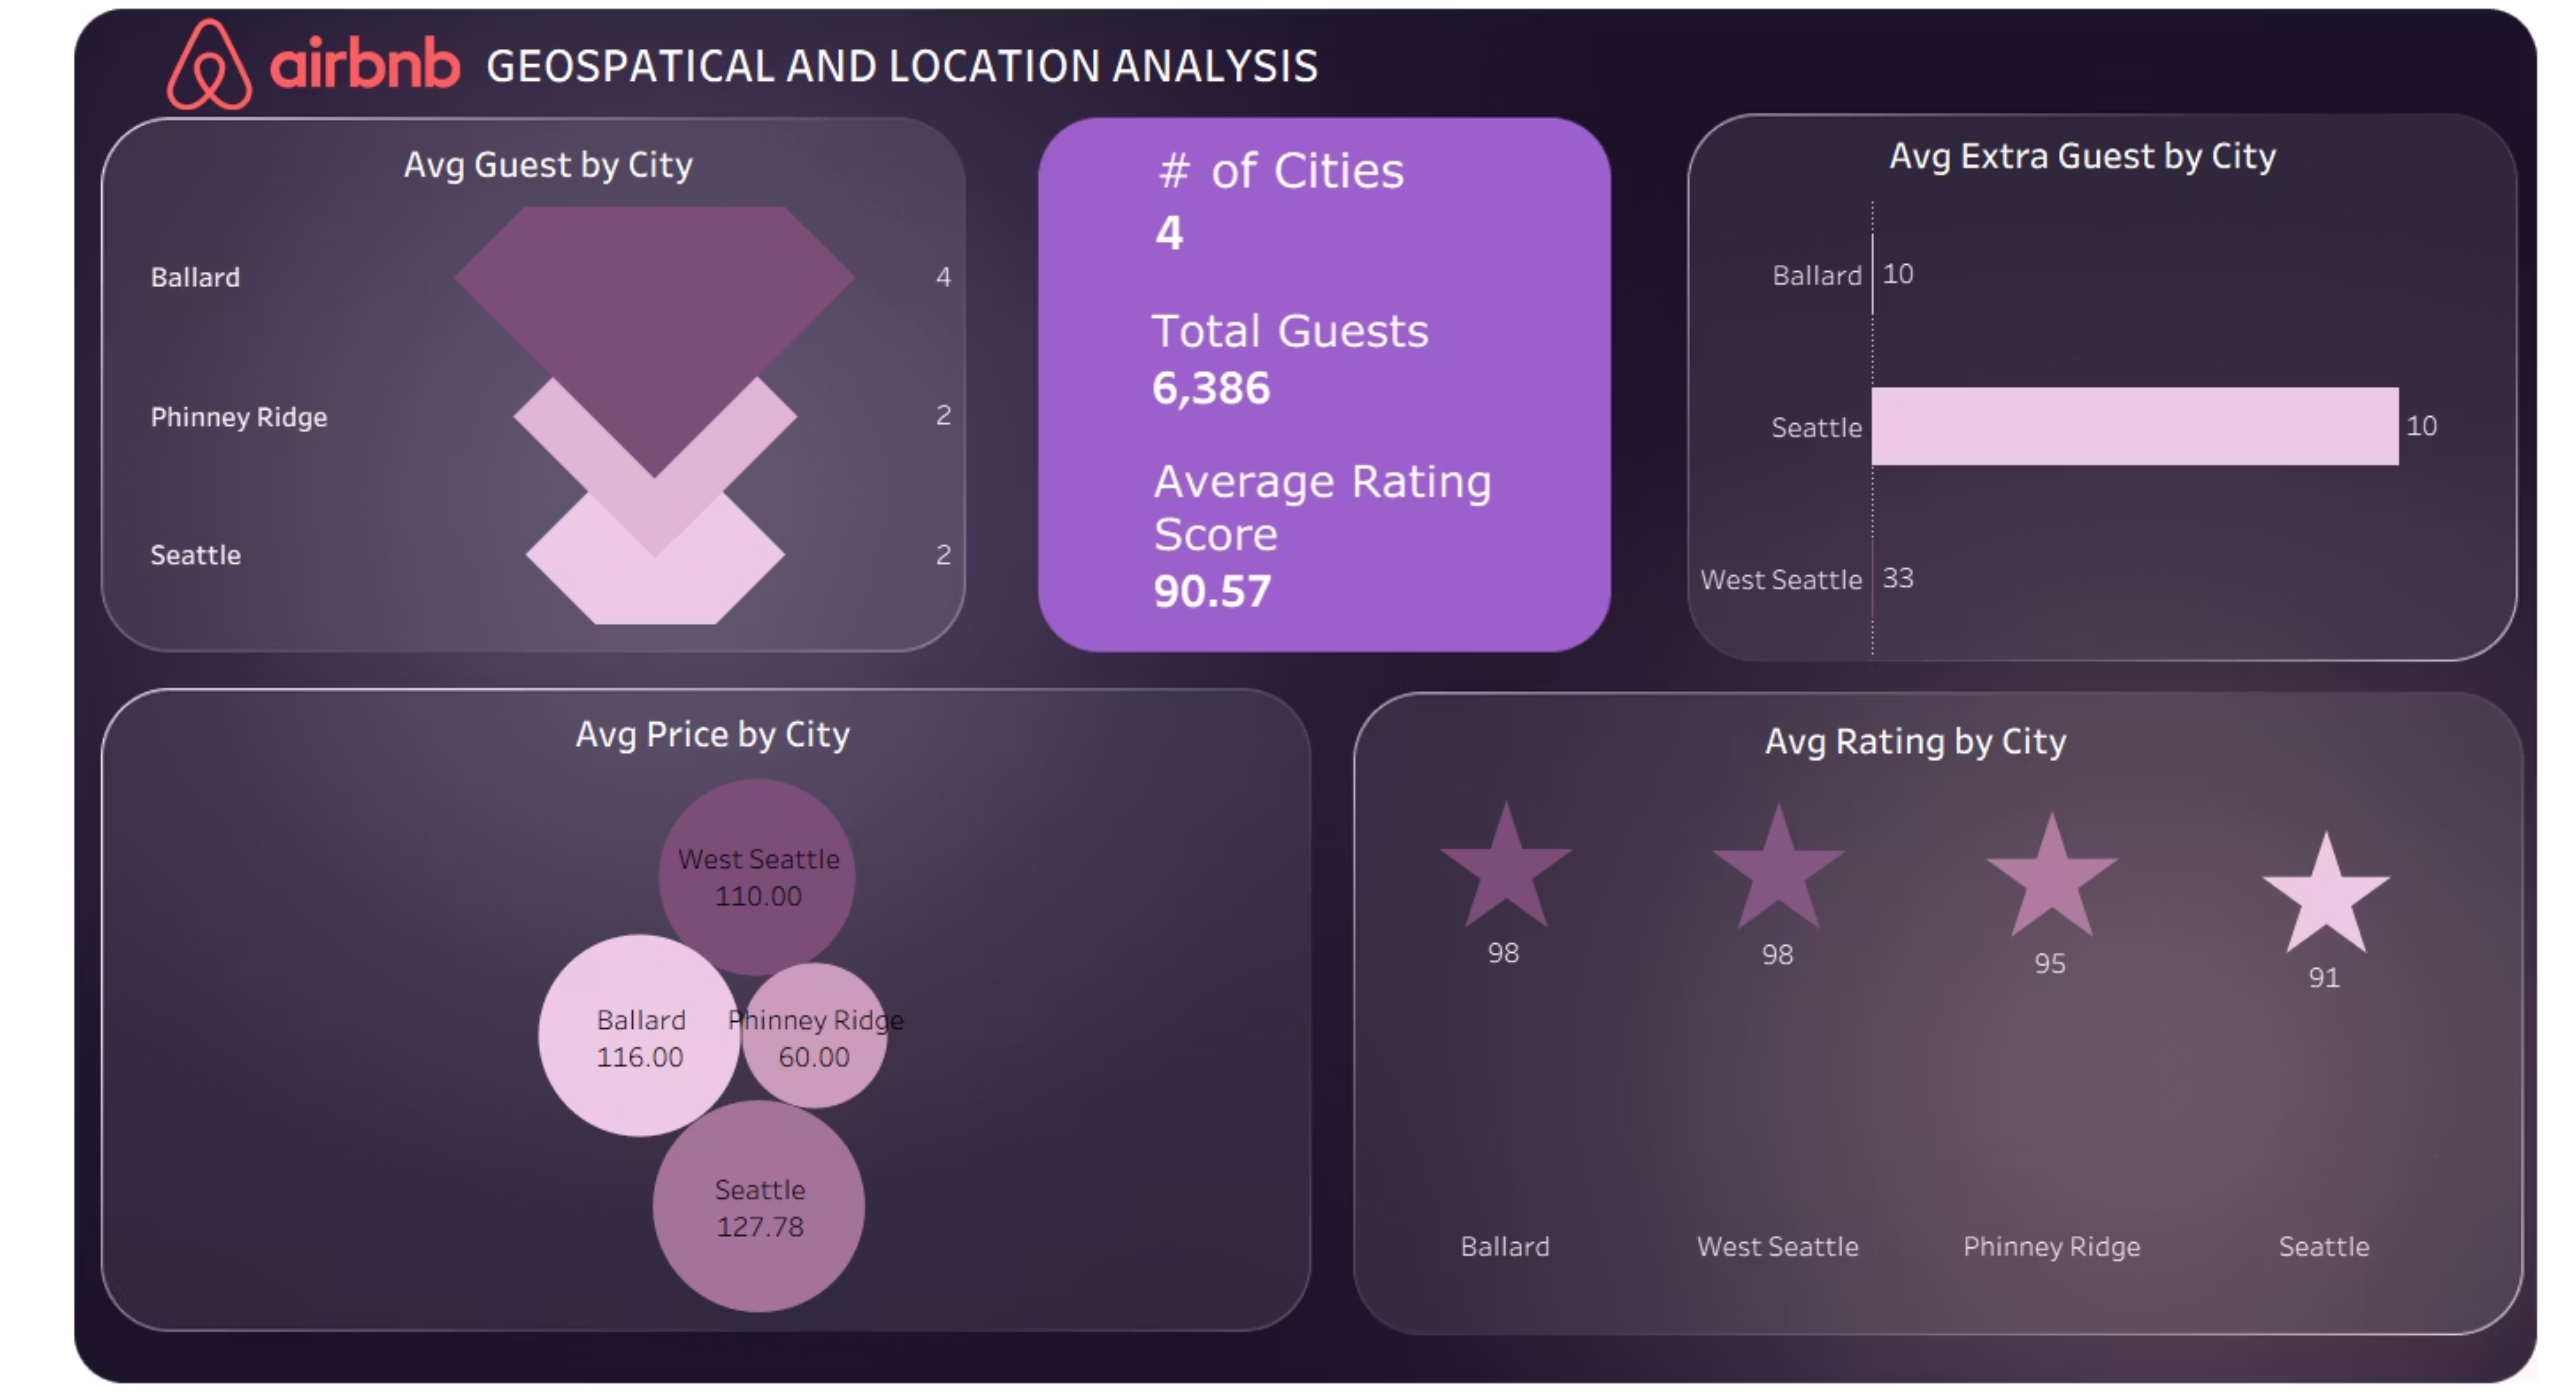 airbnb GEOSPATICAL AND LOCATION ANALYSIS
Avg Guest by City
Ballard 4
Phinney Ridge 2
Seattle 2
# of Cities
4
Total Guests
6,386
Average Rating
Score
90.57
Avg Extra Guest by City
Ballard 10
Seattle 10
West Seattle 33
Avg Price by City
West Seattle
110.00
Ballard
116.00
Phinney Ridge
60.00
Seattle
127.78
Avg Rating by City
98 98 95 91
Ballard West Seattle Phinney Ridge Seattle